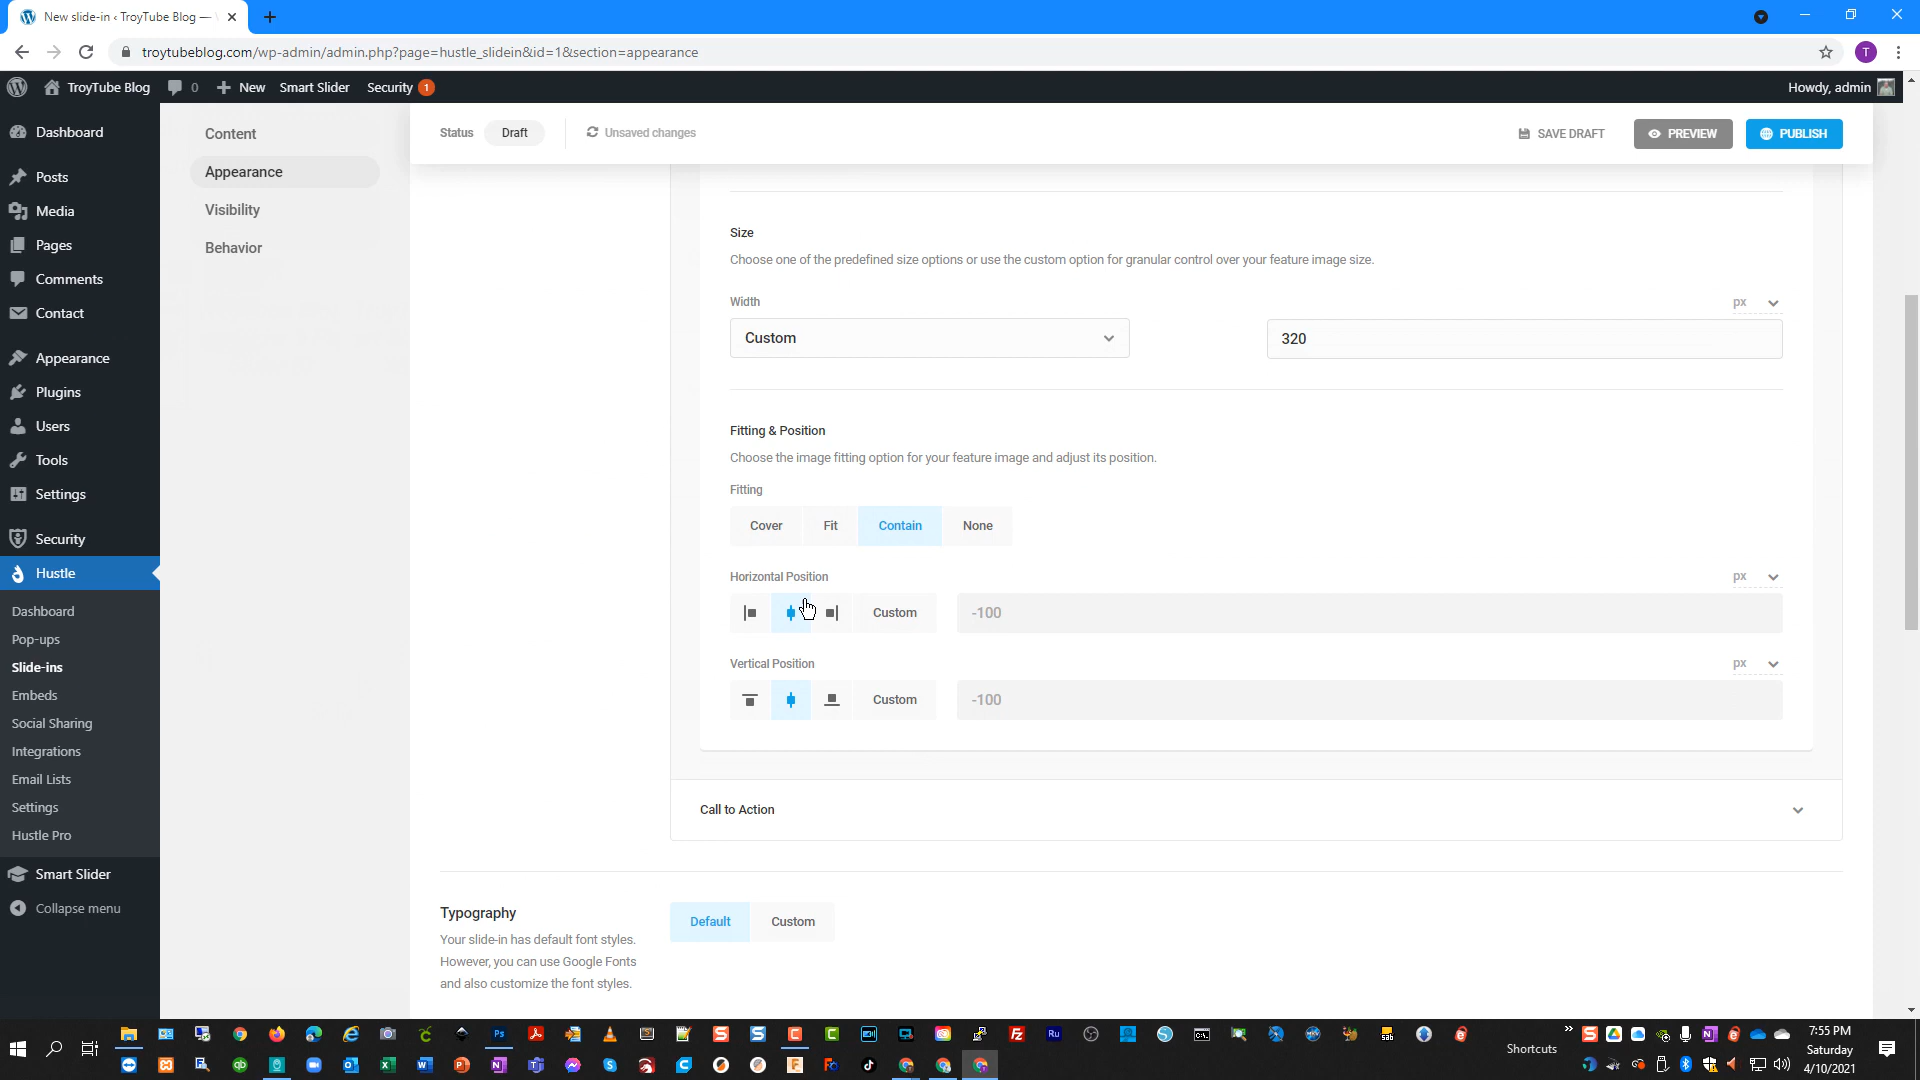 New slide-in ‹ TroyTube Blog —
troytubeblog.com/wp-admin/admin.php?page=hustle_slidein&id=1&section=appearance
T
TroyTube Blog
0
New
Smart Slider
Security
1
Howdy, admin
Dashboard
Posts
Media
Pages
Comments
Contact
Appearance
Plugins
Users
Tools
Settings
Security
Hustle
Dashboard
Pop-ups
Slide-ins
Embeds
Social Sharing
Integrations
Email Lists
Settings
Hustle Pro
Smart Slider
Collapse menu
Content
Appearance
Visibility
Behavior
Status
Draft
Unsaved changes
SAVE DRAFT
PREVIEW
PUBLISH
Size
Choose one of the predefined size options or use the custom option for granular control over your feature image size.
Width
px
Custom
320
Fitting & Position
Choose the image fitting option for your feature image and adjust its position.
Fitting
Cover
Fit
Contain
None
Horizontal Position
px
Custom
-100
Vertical Position
px
Custom
-100
Call to Action
Typography
Your slide-in has default font styles.
However, you can use Google Fonts
and also customize the font styles.
Default
Custom
Shortcuts
7:55 PM
Saturday
4/10/2021